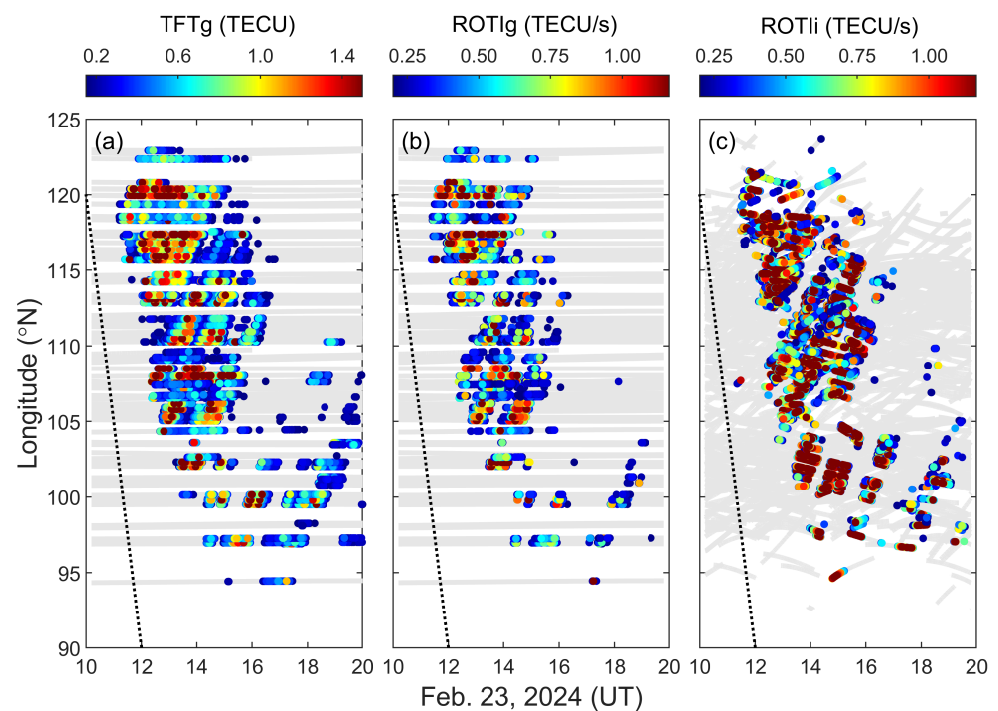 TFTg (TECU) ROTIg (TECU/s) ROTIi (TECU/s)
0.2 0.6 1.0 1.4 0.25 0.50 0.75 1.00 0.25 0.50 0.75 1.00
(a) (b) (c)
125
120
115
110
105
100
95
90
Longitude (°N)
10 12 14 16 18 20 10 12 14 16 18 20 10 12 14 16 18 20
Feb. 23, 2024 (UT)